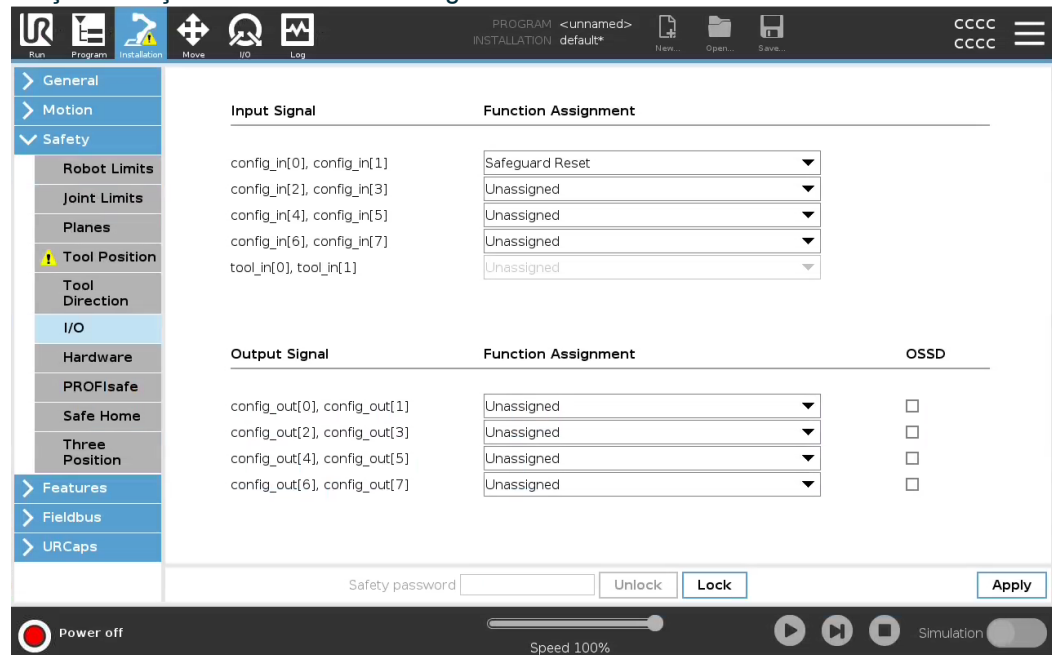 PROGRAM <unnamed>
INSTALLATION default*
UR
Run
Program
Installation
Move
I/O
Log
New...
Open...
Save...
CCCC
CCCC
General
Motion
Safety
Robot Limits
Joint Limits
Planes
Tool Position
Tool
Direction
I/O
Hardware
PROFIsafe
Safe Home
Three
Position
Features
Fieldbus
URCaps
Input Signal Function Assignment
config_in[0], config_in[1] Safeguard Reset
config_in[2], config_in[3] Unassigned
config_in[4], config_in[5] Unassigned
config_in[6], config_in[7] Unassigned
tool_in[0], tool_in[1] Unassigned
Output Signal Function Assignment OSSD
config_out[0], config_out[1] Unassigned
config_out[2], config_out[3] Unassigned
config_out[4], config_out[5] Unassigned
config_out[6], config_out[7] Unassigned
Safety password Unlock Lock Apply
Power off
Speed 100%
Simulation